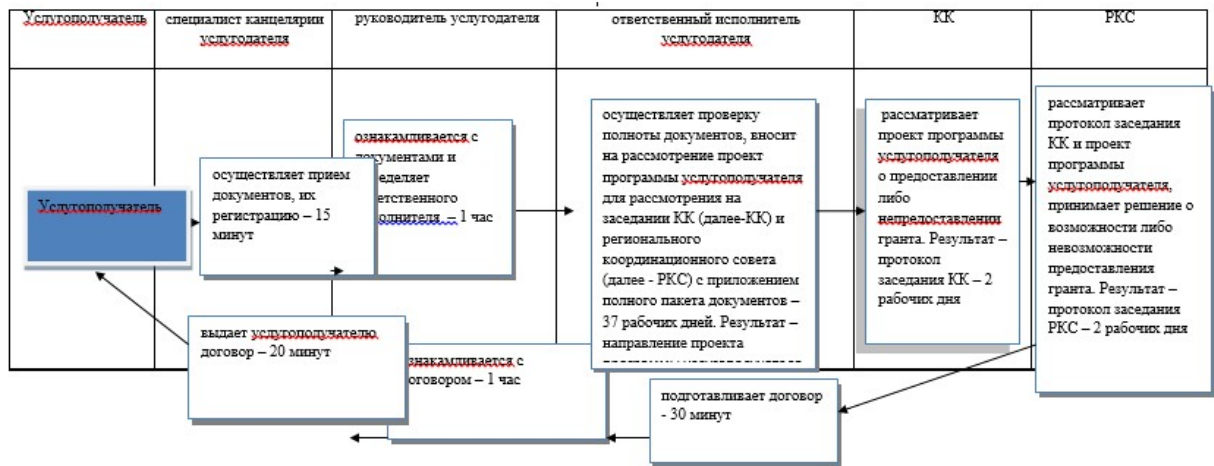 Услугополучатель
специалист канцелярии
услугодателя
руководитель услугодателя
ответственный исполнитель
услугодателя
КК
РКС
Услугополучатель
осуществляет прием
документов, их
регистрацию – 15
минут
ознакамливается с
документами и
– 1 час
осуществляет проверку
полноты документов, вносит
на рассмотрение проект
программы услугополучателя
для рассмотрения на
заседании КК (далее-КК) и
регионального
координационного совета
(далее - РКС) с приложением
полного пакета документов –
37 рабочих дней. Результат –
направление проекта
рассматривает
проект программы
услугополучателя
о предоставлении
либо
непредоставлении
гранта. Результат –
протокол
заседания КК – 2
рабочих дня
рассматривает
протокол заседания
КК и проект
программы
услугополучателя,
принимает решение о
возможности либо
невозможности
предоставления
гранта. Результат –
протокол заседания
РКС – 2 рабочих дня
выдает услугополучателю
договор – 20 минут
знакамливается с
оговором – 1 час
подготавливает договор
- 30 минут